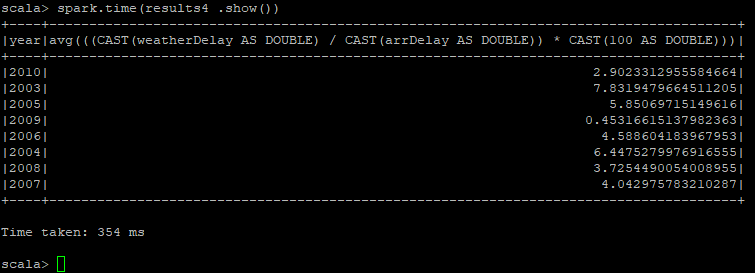 scala> spark.time(results4 .show())
+----+---------------------------------------------------------------------------------+
|year|avg(((CAST(weatherDelay AS DOUBLE) / CAST(arrDelay AS DOUBLE)) * CAST(100 AS DOUBLE)))|
+----+---------------------------------------------------------------------------------+
|2010| 2.9023312955584664|
|2003| 7.8319479664511205|
|2005| 5.85069715149616|
|2009| 0.45316615137982363|
|2006| 4.588604183967953|
|2004| 6.4475279976916555|
|2008| 3.7254490054008955|
|2007| 4.042975783210287|
+----+---------------------------------------------------------------------------------+
Time taken: 354 ms
scala>